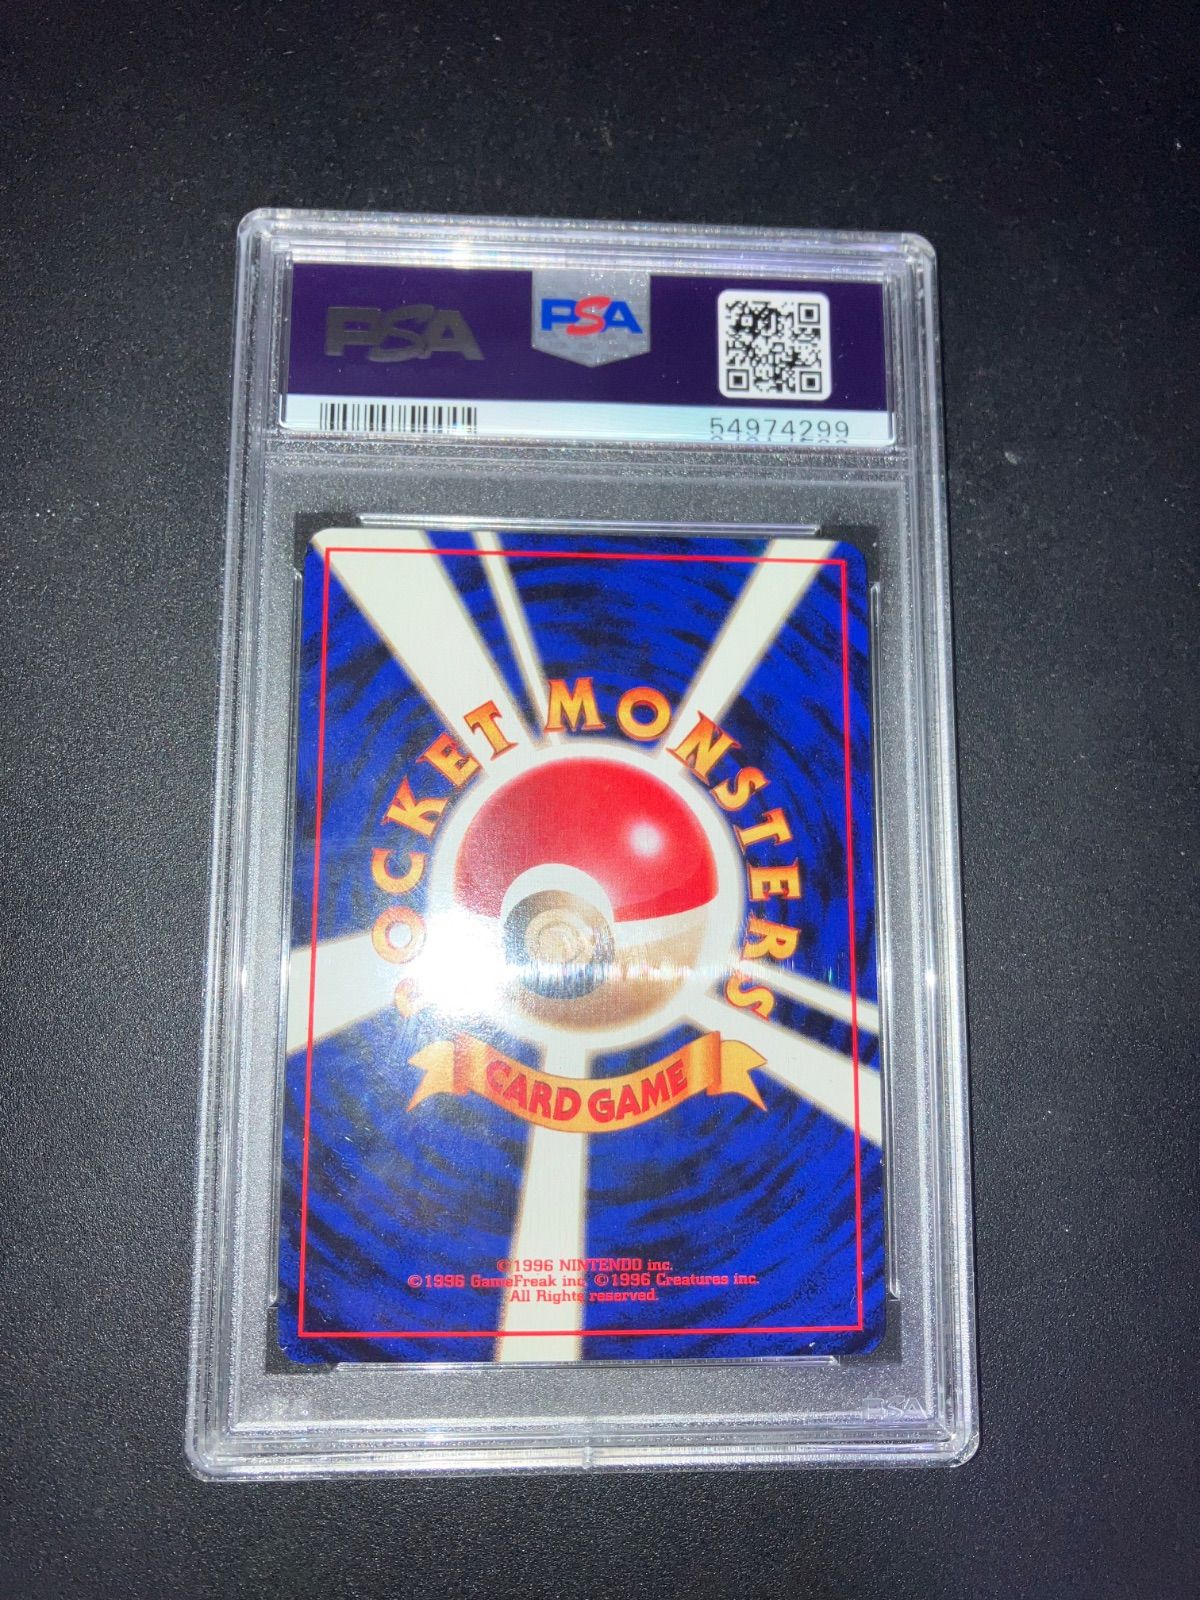 PSA
PSA
54974299
POCKET MONSTERS
CARD GAME
©1996 NINTENDO inc.
©1996 GameFreak inc. ©1996 Creatures inc.
All Rights reserved.
PSA